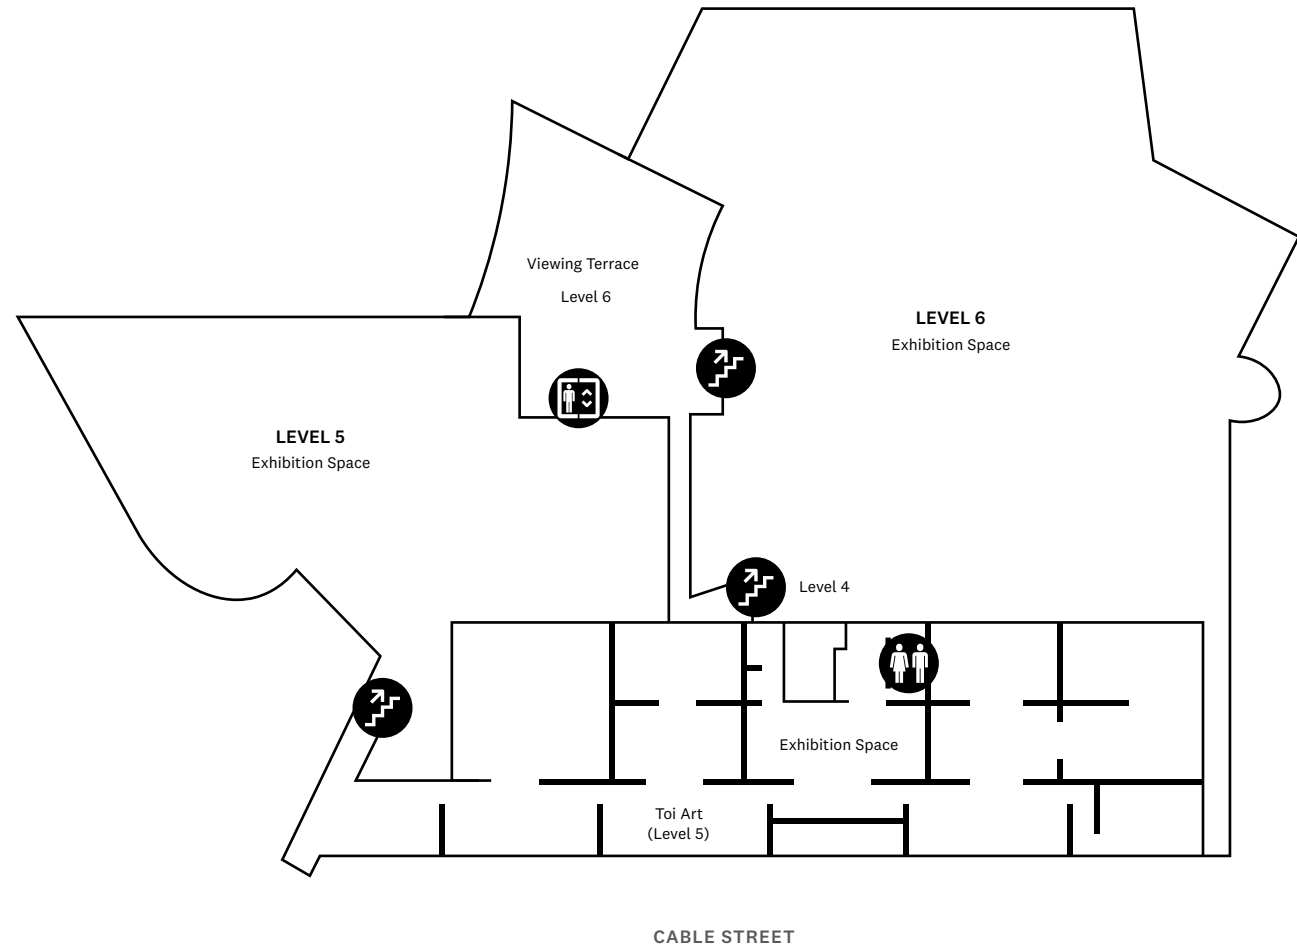 Viewing Terrace
Level 6
LEVEL 6
Exhibition Space
LEVEL 5
Exhibition Space
Level 4
Exhibition Space
Toi Art
(Level 5)
CABLE STREET